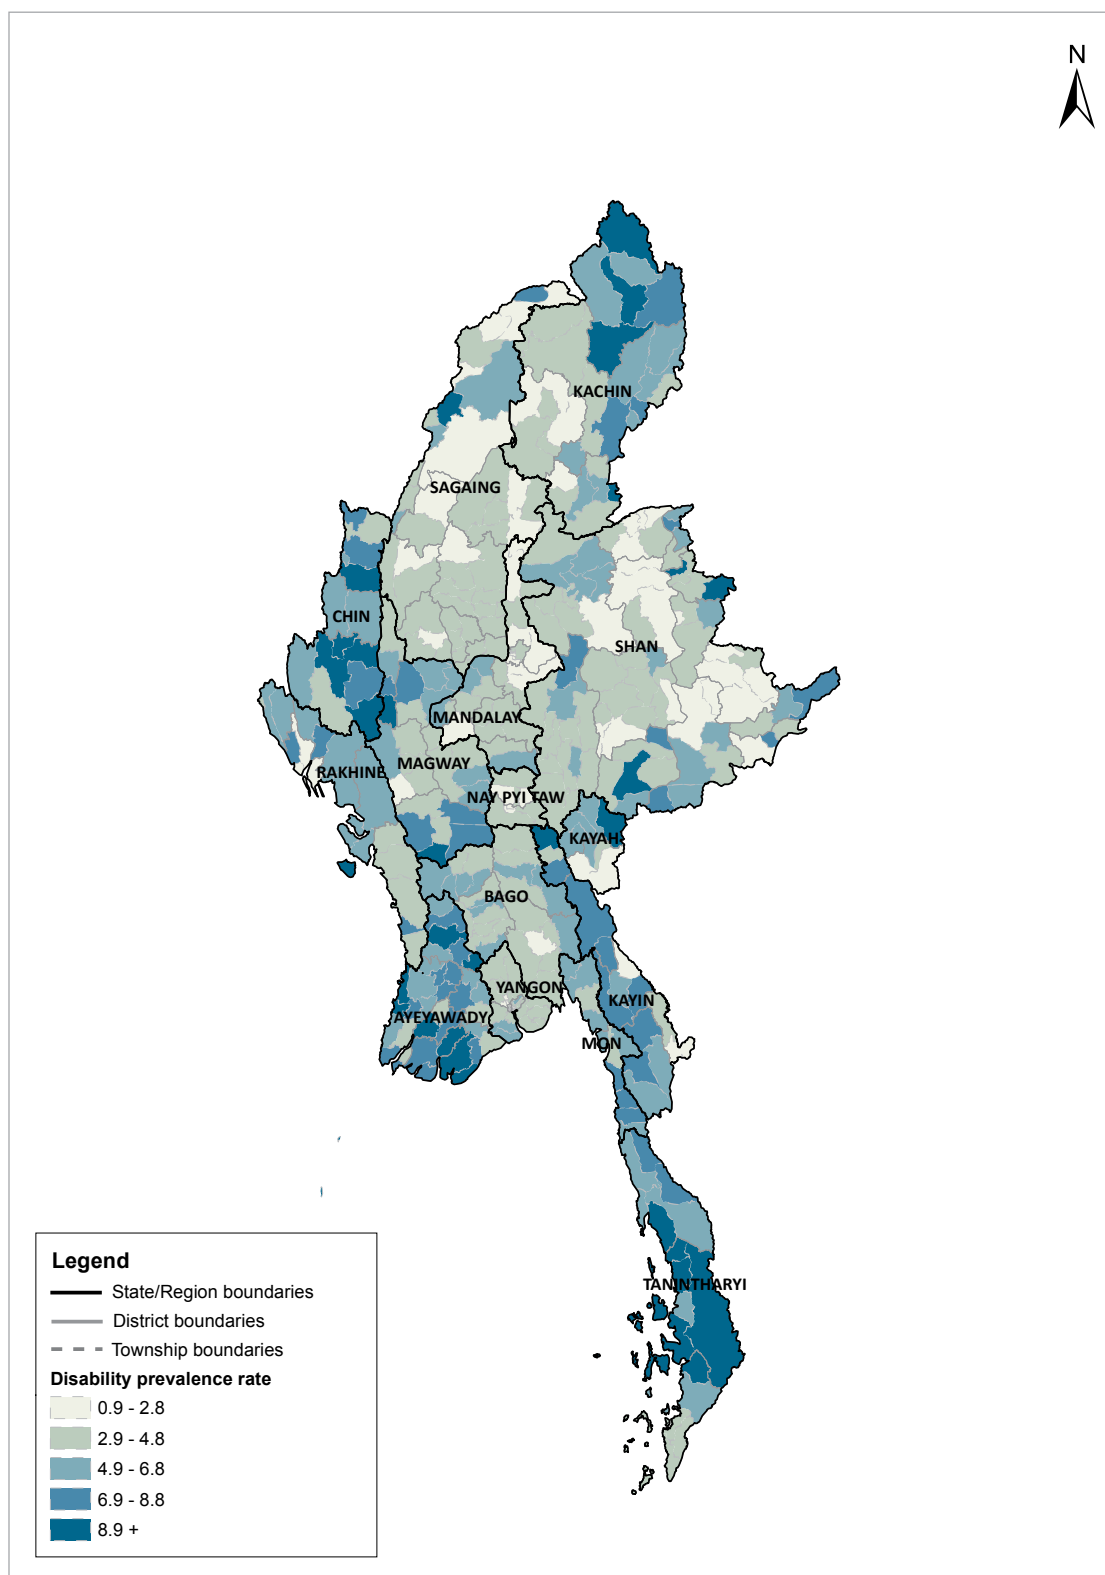 N
KACHIN
SAGAING
CHIN
SHAN
MANDALAY
MAGWAY
RAKHINE
NAY PYI TAW
KAYAH
BAGO
YANGON
KAYIN
AYEYAWADY
MON
TANINTHARYI
Legend
State/Region boundaries
District boundaries
Township boundaries
Disability prevalence rate
0.9 - 2.8
2.9 - 4.8
4.9 - 6.8
6.9 - 8.8
8.9 +